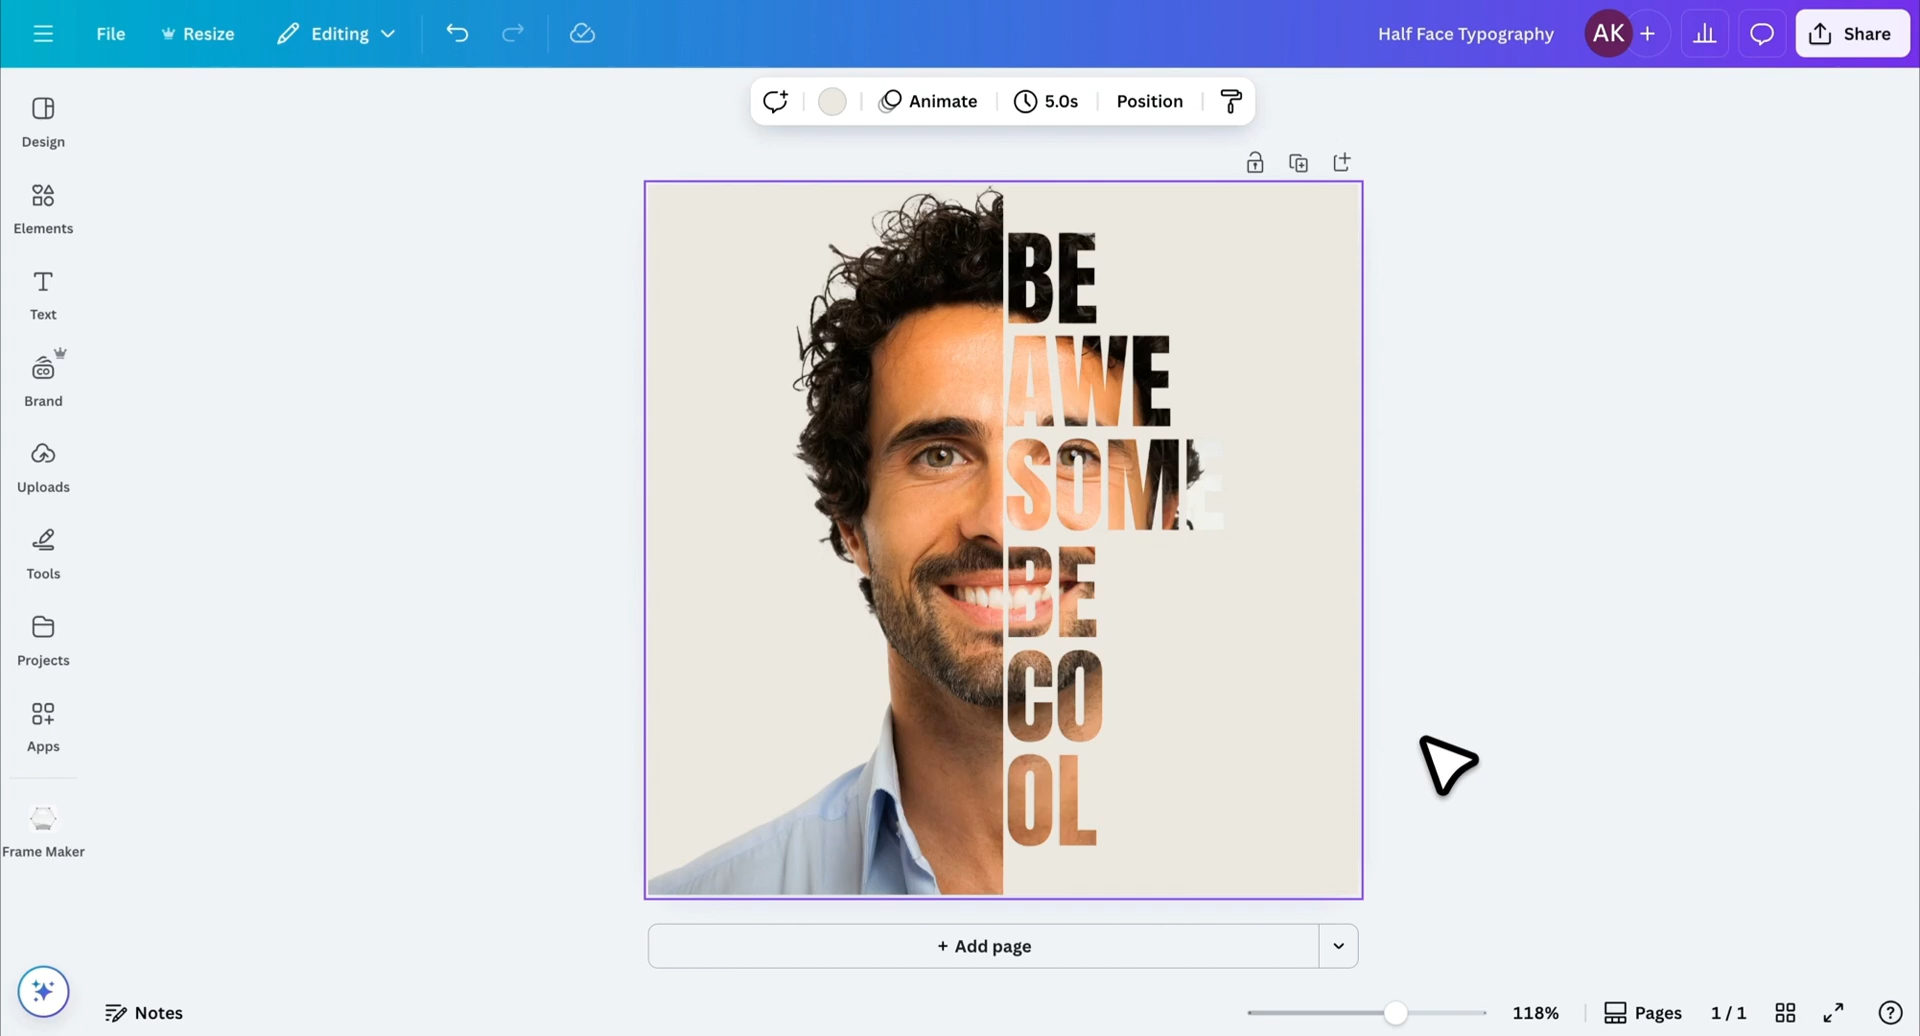 File
Resize
Editing
Half Face Typography
AK
Share
Animate
5.0s
Position
Design
Elements
Text
Brand
CO
Uploads
Tools
Projects
Apps
Frame Maker
BE
AWE
SOME
BE
CO
OL
+ Add page
Notes
118%
Pages
1 / 1
?